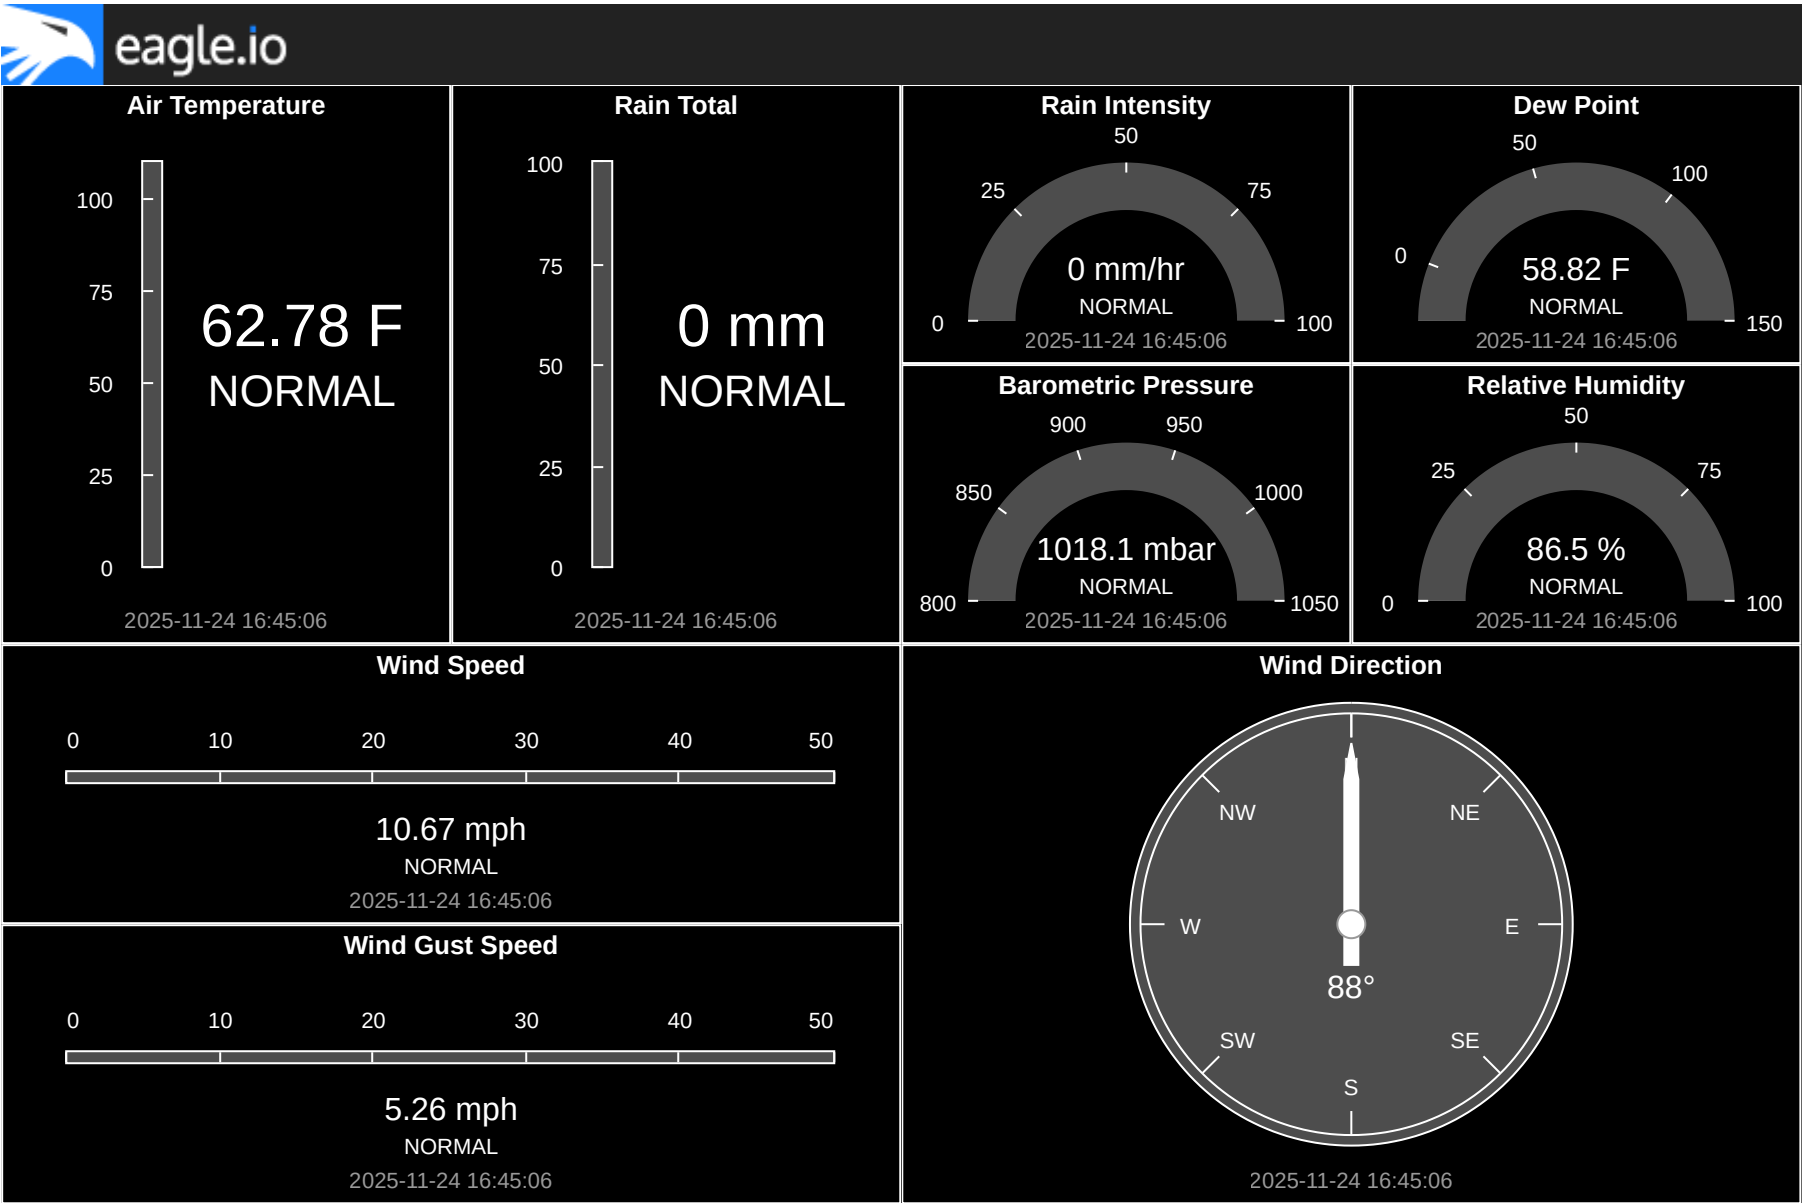 eagle.io
Air Temperature
100
75
50
25
0
62.78 F
NORMAL
2025-11-24 16:45:06
Rain Total
100
75
50
25
0
0 mm
NORMAL
2025-11-24 16:45:06
Rain Intensity
0
25
50
75
100
0 mm/hr
NORMAL
2025-11-24 16:45:06
Dew Point
0
50
100
150
58.82 F
NORMAL
2025-11-24 16:45:06
Barometric Pressure
800
850
900
950
1000
1050
1018.1 mbar
NORMAL
2025-11-24 16:45:06
Relative Humidity
0
25
50
75
100
86.5 %
NORMAL
2025-11-24 16:45:06
Wind Speed
0 10 20 30 40 50
10.67 mph
NORMAL
2025-11-24 16:45:06
Wind Gust Speed
0 10 20 30 40 50
5.26 mph
NORMAL
2025-11-24 16:45:06
Wind Direction
NW NE
W E
88°
SW SE
S
2025-11-24 16:45:06